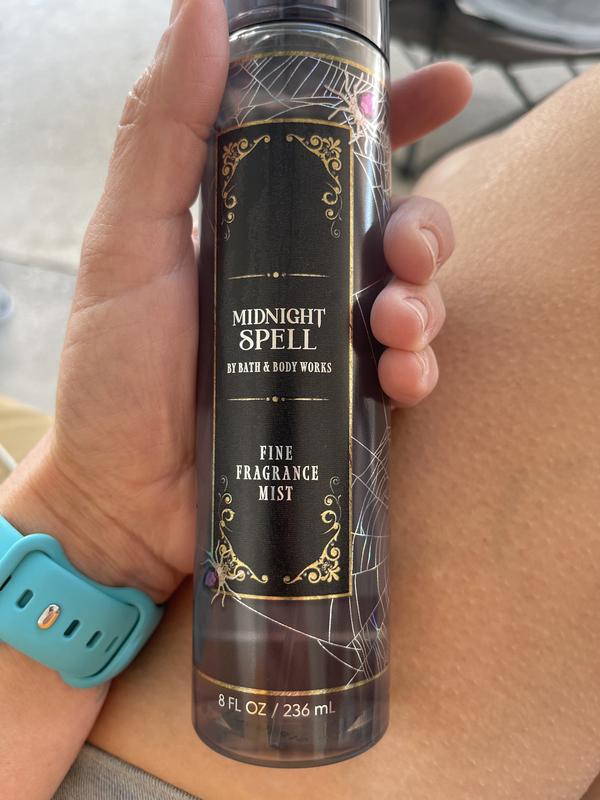 MIDNIGHT
SPELL
BY BATH & BODY WORKS
FINE
FRAGRANCE
MIST
8 FL OZ / 236 mL